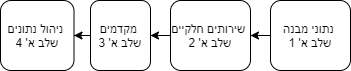 נתוני מבנה
שלב א' 1
שירותים חלקיים
שלב א' 2
מקדמים
שלב א' 3
ניהול נתונים
שלב א' 4